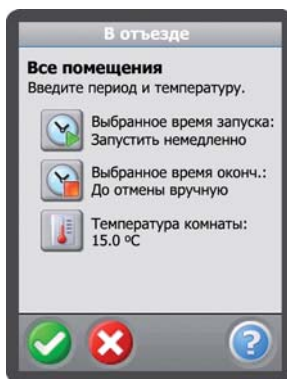 В отъезде
Все помещения
Введите период и температуру.
Выбранное время запуска:
Запустить немедленно
Выбранное время оконч.:
До отмены вручную
Температура комнаты:
15.0 ºC
?